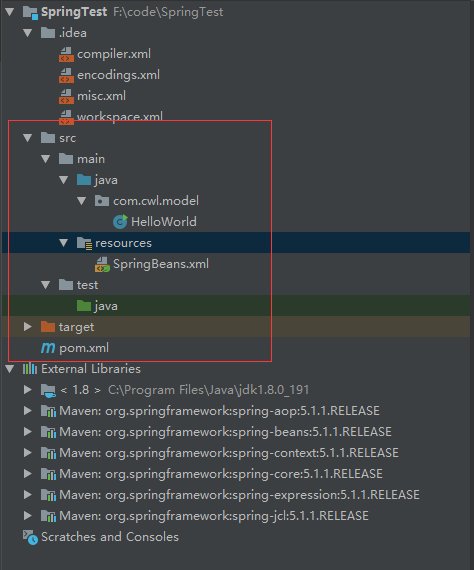 SpringTest F:\code\SpringTest
.idea
compiler.xml
encodings.xml
misc.xml
workspace.xml
src
main
java
com.cwl.model
HelloWorld
resources
SpringBeans.xml
test
java
target
pom.xml
External Libraries
< 1.8 > C:\Program Files\Java\jdk1.8.0_191
Maven: org.springframework:spring-aop:5.1.1.RELEASE
Maven: org.springframework:spring-beans:5.1.1.RELEASE
Maven: org.springframework:spring-context:5.1.1.RELEASE
Maven: org.springframework:spring-core:5.1.1.RELEASE
Maven: org.springframework:spring-expression:5.1.1.RELEASE
Maven: org.springframework:spring-jcl:5.1.1.RELEASE
Scratches and Consoles